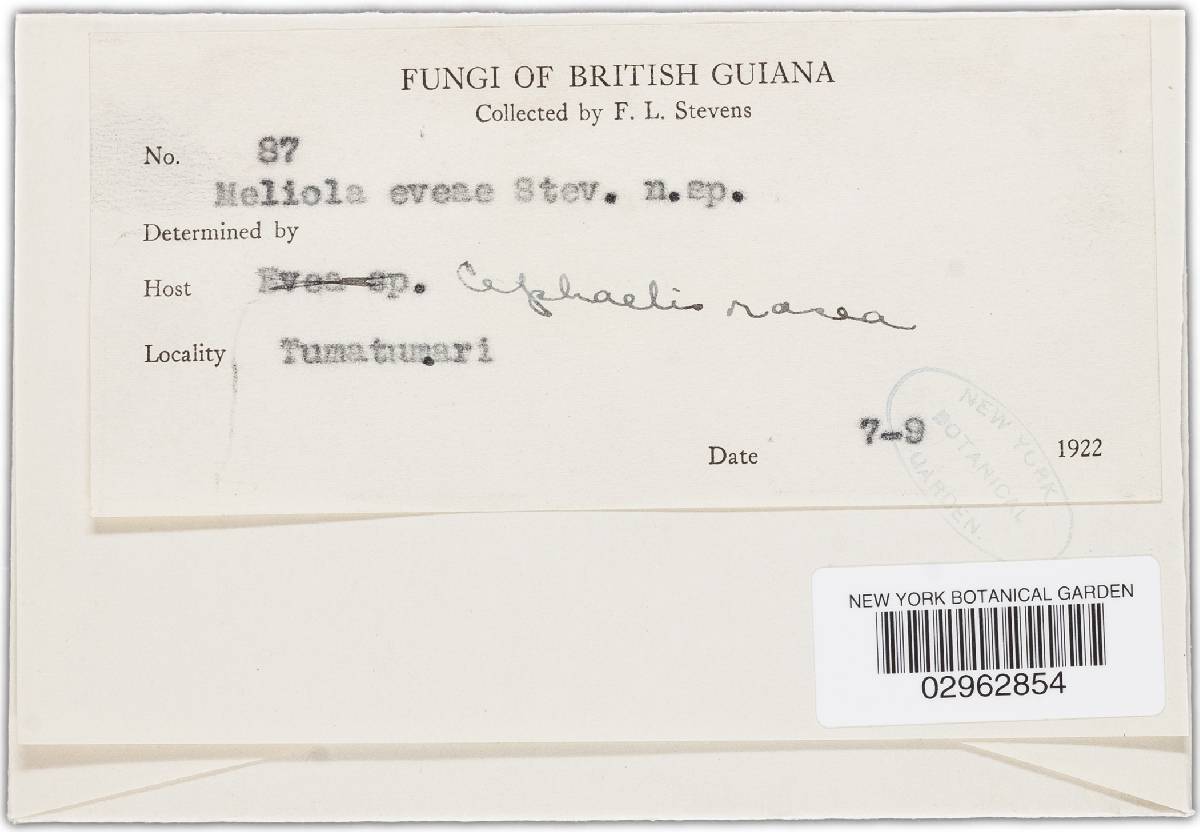 FUNGI OF BRITISH GUIANA
Collected by F. L. Stevens
No. 87
Meliola eveae Stev. n.sp.
Determined by
Host Evea sp. Cephaelis rosea
Locality Tumatumari
Date 7-9 1922
NEW YORK
BOTANICAL
GARDEN.
NEW YORK BOTANICAL GARDEN
02962854